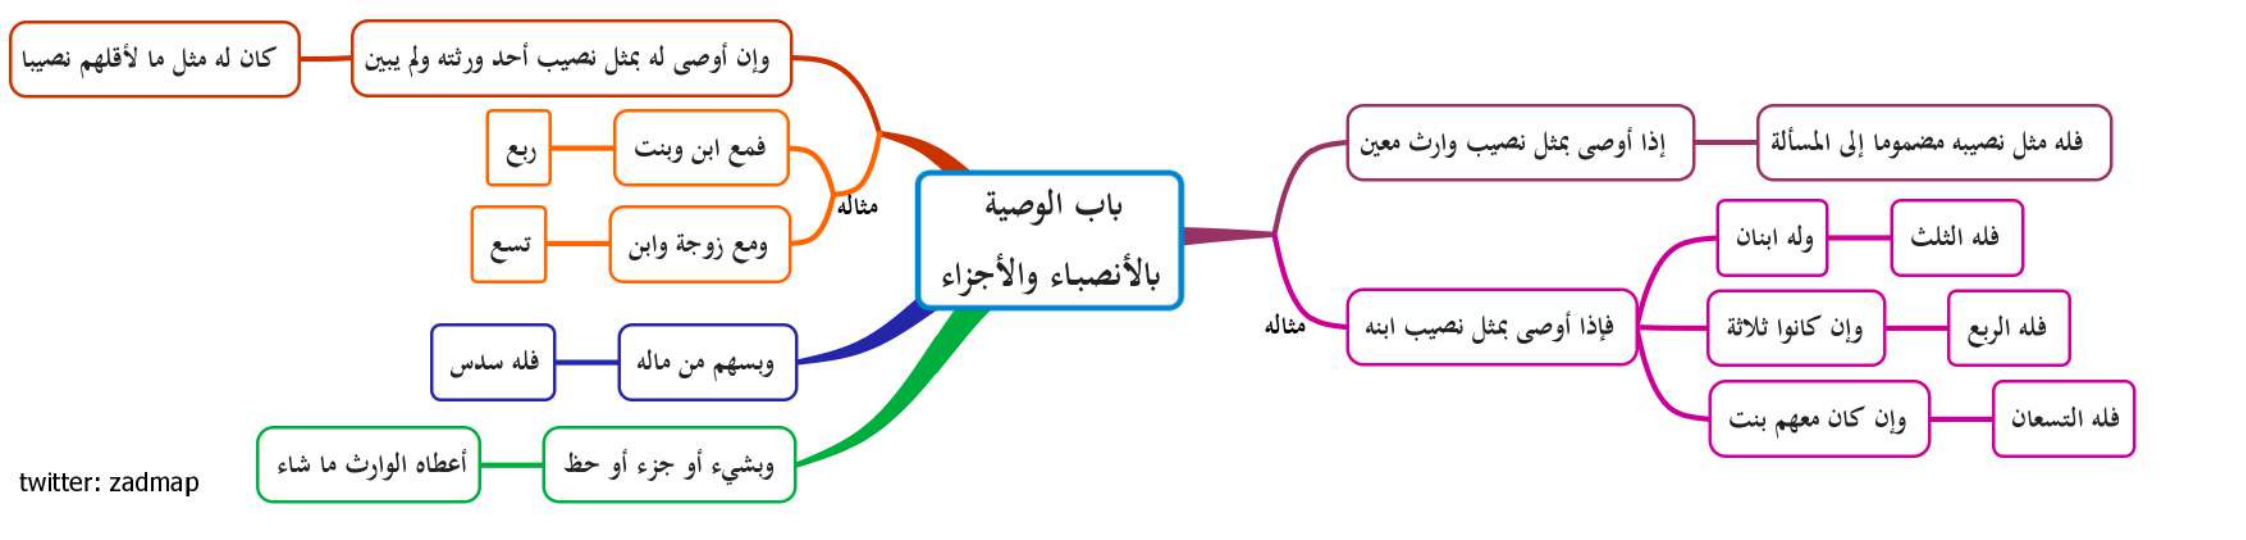 باب الوصية
بالأنصباء والأجزاء
إذا أوصى بمثل نصيب وارث معين
فله مثل نصيبه مضموما إلى المسألة
مثاله
فإذا أوصى بمثل نصيب ابنه
وله ابنان
فله الثلث
وإن كانوا ثلاثة
فله الربع
وإن كان معهم بنت
فله التسعان
وإن أوصى له بمثل نصيب أحد ورثته ولم يبين
كان له مثل ما لأقلهم نصيبا
مثاله
فمع ابن وبنت
ربع
ومع زوجة وابن
تسع
وبسهم من ماله
فله سدس
وبشيء أو جزء أو حظ
أعطاه الوارث ما شاء
twitter: zadmap